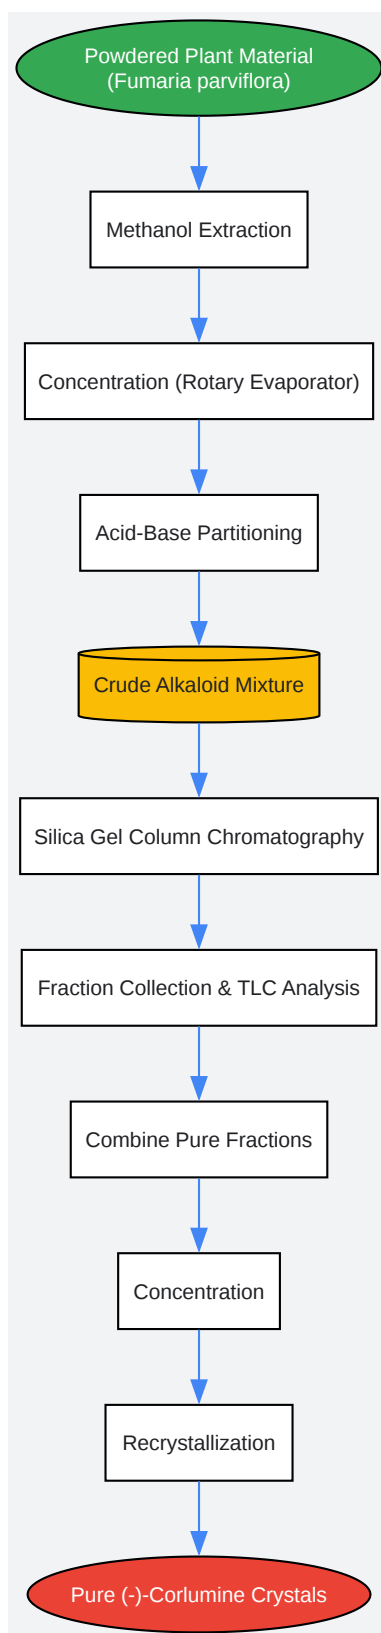 Powdered Plant Material
(Fumaria parviflora)
Methanol Extraction
Concentration (Rotary Evaporator)
Acid-Base Partitioning
Crude Alkaloid Mixture
Silica Gel Column Chromatography
Fraction Collection & TLC Analysis
Combine Pure Fractions
Concentration
Recrystallization
Pure (-)-Corlumine Crystals